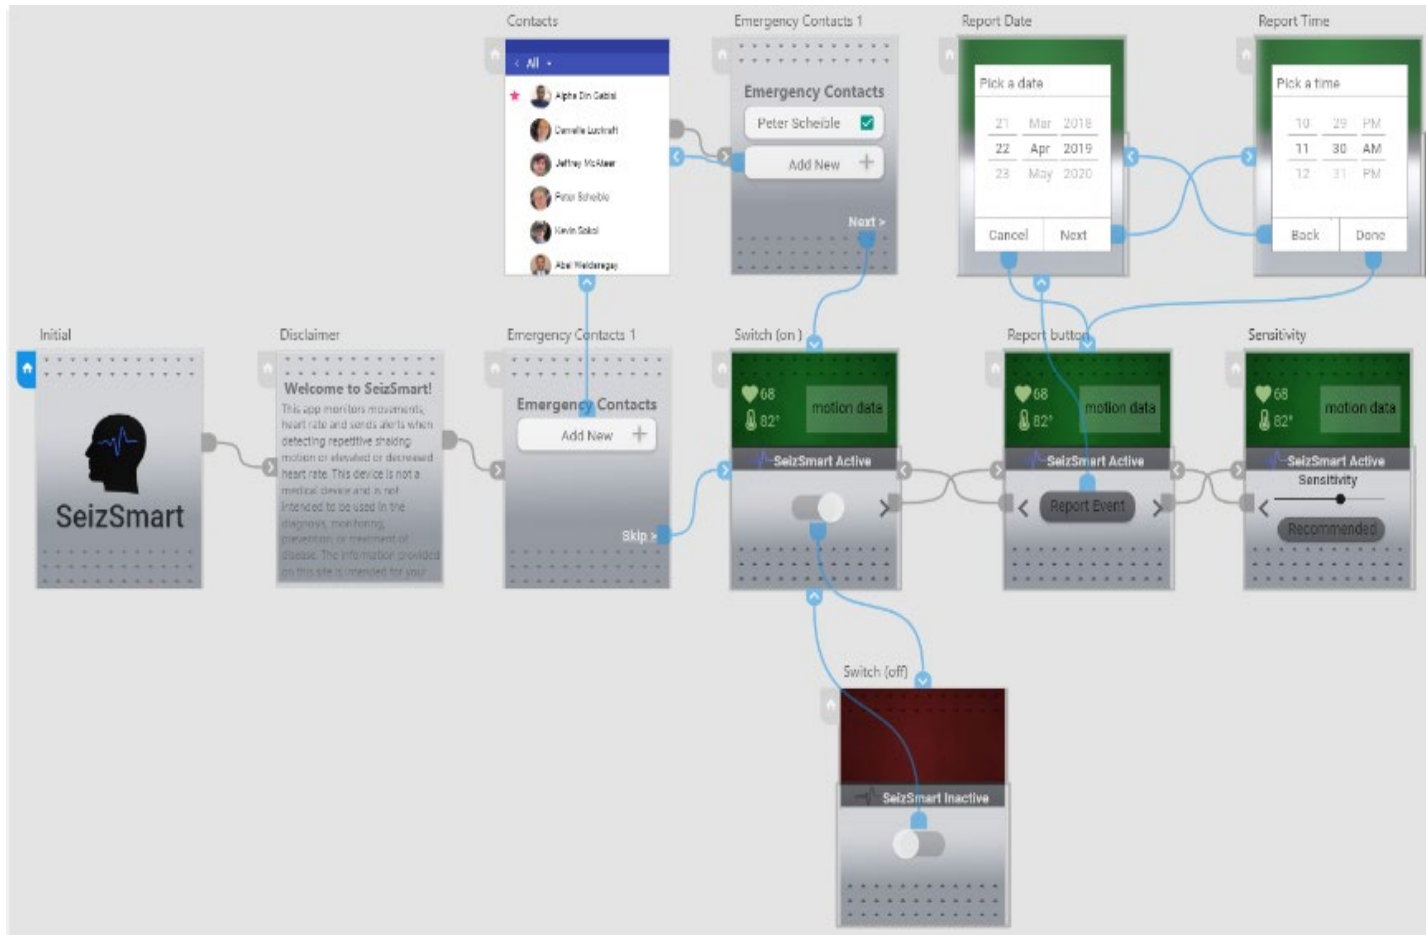 Contacts
Emergency Contacts 1
Report Date
Report Time
< All
Alpha Din Gabisi
Danielle Luckraft
Jeffrey McAteer
Peter Scheible
Kevin Sokol
Abel Weldaregay
Emergency Contacts
Peter Scheible
Add New +
Next >
Pick a date
21 Mar 2018
22 Apr 2019
23 May 2020
Cancel Next
Pick a time
10 29 PM
11 30 AM
12 31 PM
Back Done
Initial
Disclaimer
Emergency Contacts 1
Switch (on )
Report button
Sensitivity
SeizSmart
Welcome to SeizSmart!
This app monitors movements,
heart rate and sends alerts when
detecting repetitive shaking
motion or elevated or decreased
heart rate. This device is not a
medical device and is not
intended to be used in the
diagnosis, monitoring,
prevention, or treatment of
disease. The information provided
on this site is intended for your
Emergency Contacts
Add New +
Skip >
68
82°
motion data
SeizSmart Active
>
68
82°
motion data
SeizSmart Active
< Report Event >
68
82°
motion data
SeizSmart Active
Sensitivity
<
Recommended
Switch (off)
SeizSmart Inactive